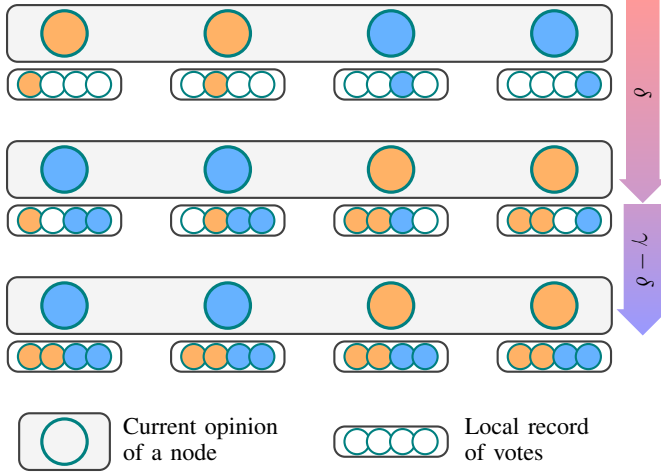 δ
γ − δ
Current opinion
of a node
Local record
of votes